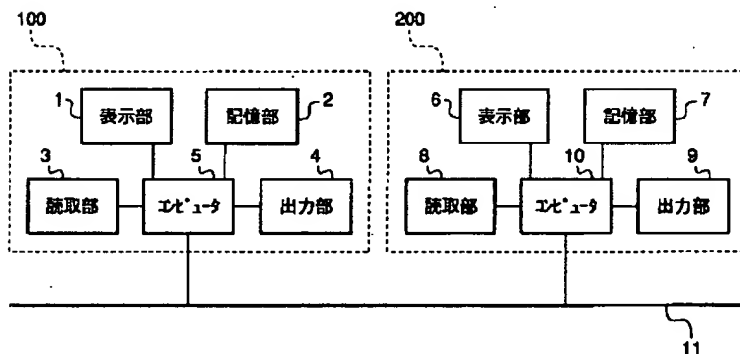 100
200
1
表示部
記憶部
2
6
表示部
記憶部
7
3
読取部
5
コンピュータ
4
出力部
8
読取部
10
コンピュータ
9
出力部
11